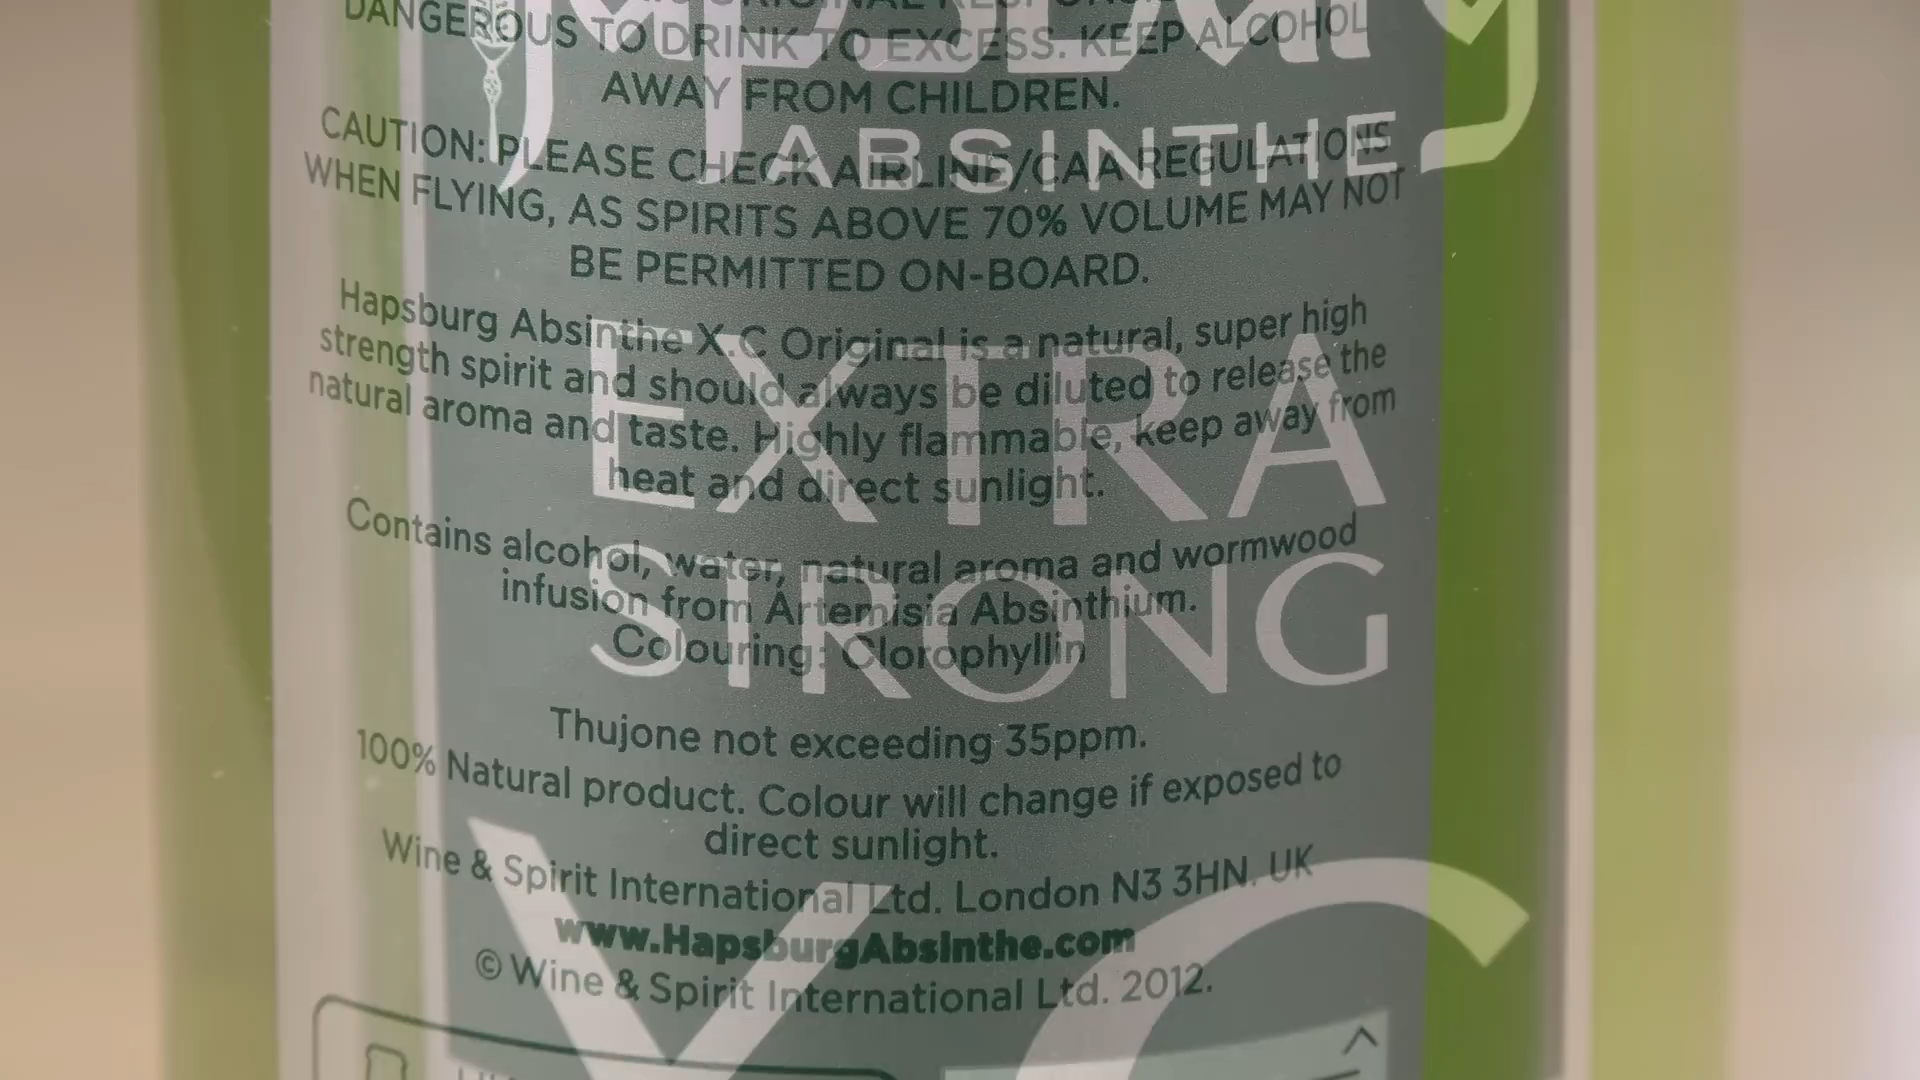 DANGEROUS TO DRINK TO EXCESS. KEEP ALCOHOL
AWAY FROM CHILDREN.
CAUTION: PLEASE CHECK AIRLINE/CAA REGULATIONS
WHEN FLYING, AS SPIRITS ABOVE 70% VOLUME MAY NOT
BE PERMITTED ON-BOARD.
Hapsburg Absinthe X.C Original is a natural, super high
strength spirit and should always be diluted to release the
natural aroma and taste. Highly flammable, keep away from
heat and direct sunlight.
Contains alcohol, water, natural aroma and wormwood
infusion from Artemisia Absinthium.
Colouring: Clorophyllin
Thujone not exceeding 35ppm.
100% Natural product. Colour will change if exposed to
direct sunlight.
Wine & Spirit International Ltd. London N3 3HN. UK
www.HapsburgAbsinthe.com
© Wine & Spirit International Ltd. 2012.
Hapsburg
ABSINTHE
EXTRA
STRONG